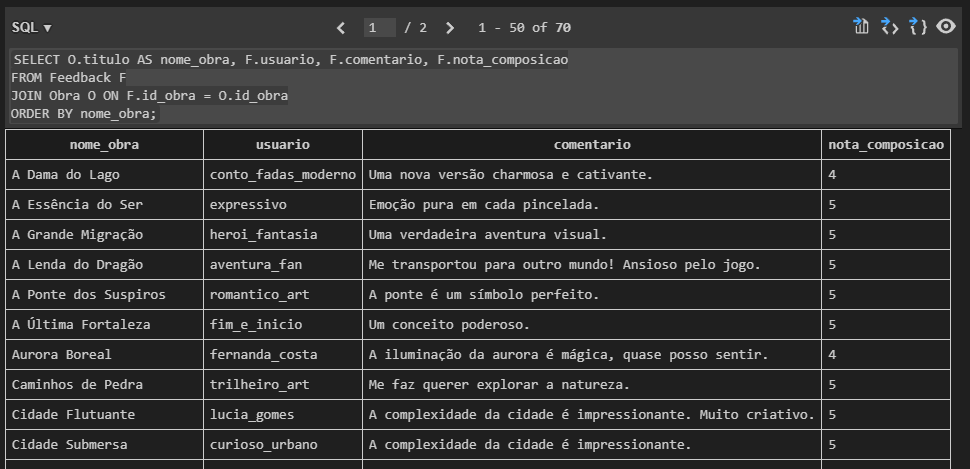 SQL ▼ 1 / 2 1 - 50 of 70
SELECT O.titulo AS nome_obra, F.usuario, F.comentario, F.nota_composicao
FROM Feedback F
JOIN Obra O ON F.id_obra = O.id_obra
ORDER BY nome_obra;
nome_obra usuario comentario nota_composicao
A Dama do Lago conto_fadas_moderno Uma nova versão charmosa e cativante. 4
A Essência do Ser expressivo Emoção pura em cada pincelada. 5
A Grande Migração heroi_fantasia Uma verdadeira aventura visual. 5
A Lenda do Dragão aventura_fan Me transportou para outro mundo! Ansioso pelo jogo. 5
A Ponte dos Suspiros romantico_art A ponte é um símbolo perfeito. 5
A Última Fortaleza fim_e_inicio Um conceito poderoso. 5
Aurora Boreal fernanda_costa A iluminação da aurora é mágica, quase posso sentir. 4
Caminhos de Pedra trilheiro_art Me faz querer explorar a natureza. 5
Cidade Flutuante lucia_gomes A complexidade da cidade é impressionante. Muito criativo. 5
Cidade Submersa curioso_urbano A complexidade da cidade é impressionante. 5